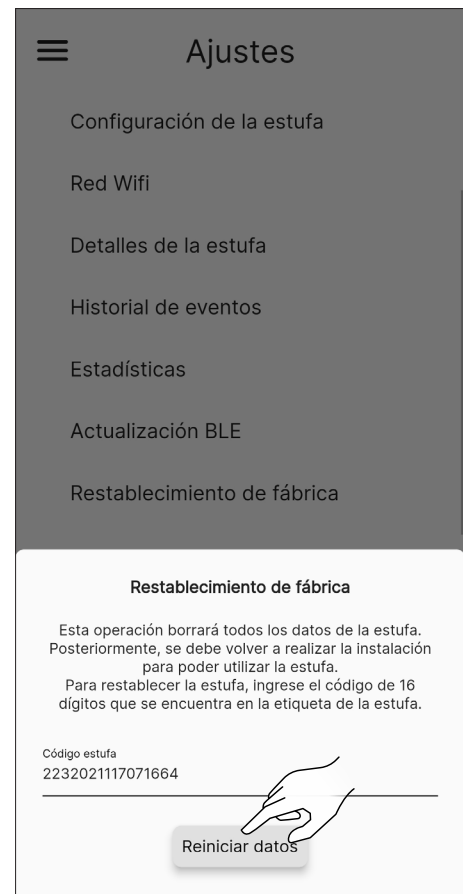 Ajustes
Configuración de la estufa
Red Wifi
Detalles de la estufa
Historial de eventos
Estadísticas
Actualización BLE
Restablecimiento de fábrica
Restablecimiento de fábrica
Esta operación borrará todos los datos de la estufa.
Posteriormente, se debe volver a realizar la instalación
para poder utilizar la estufa.
Para restablecer la estufa, ingrese el código de 16
dígitos que se encuentra en la etiqueta de la estufa.
Código estufa
2232021117071664
Reiniciar datos